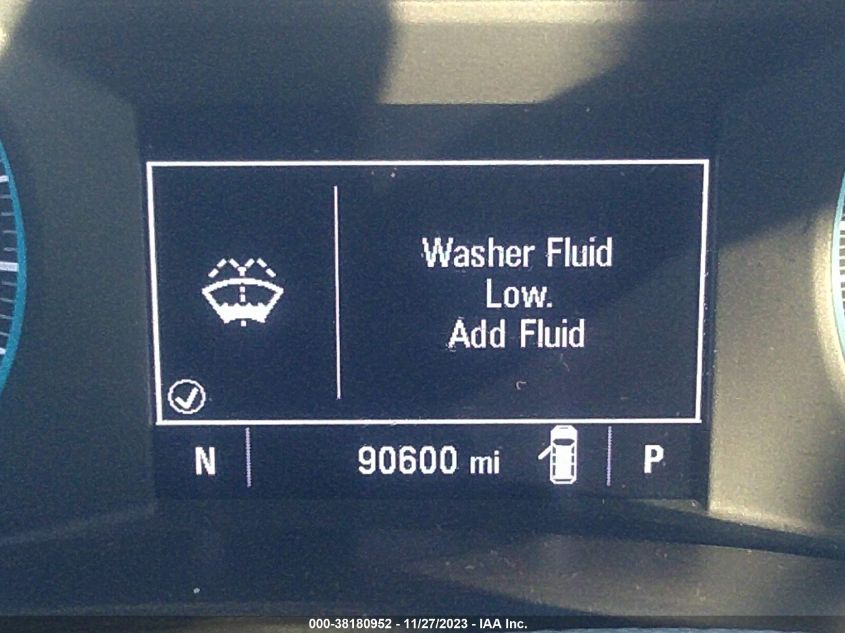 Washer Fluid
Low.
Add Fluid
N 90600 mi P
000-38180952 - 11/27/2023 - IAA Inc.